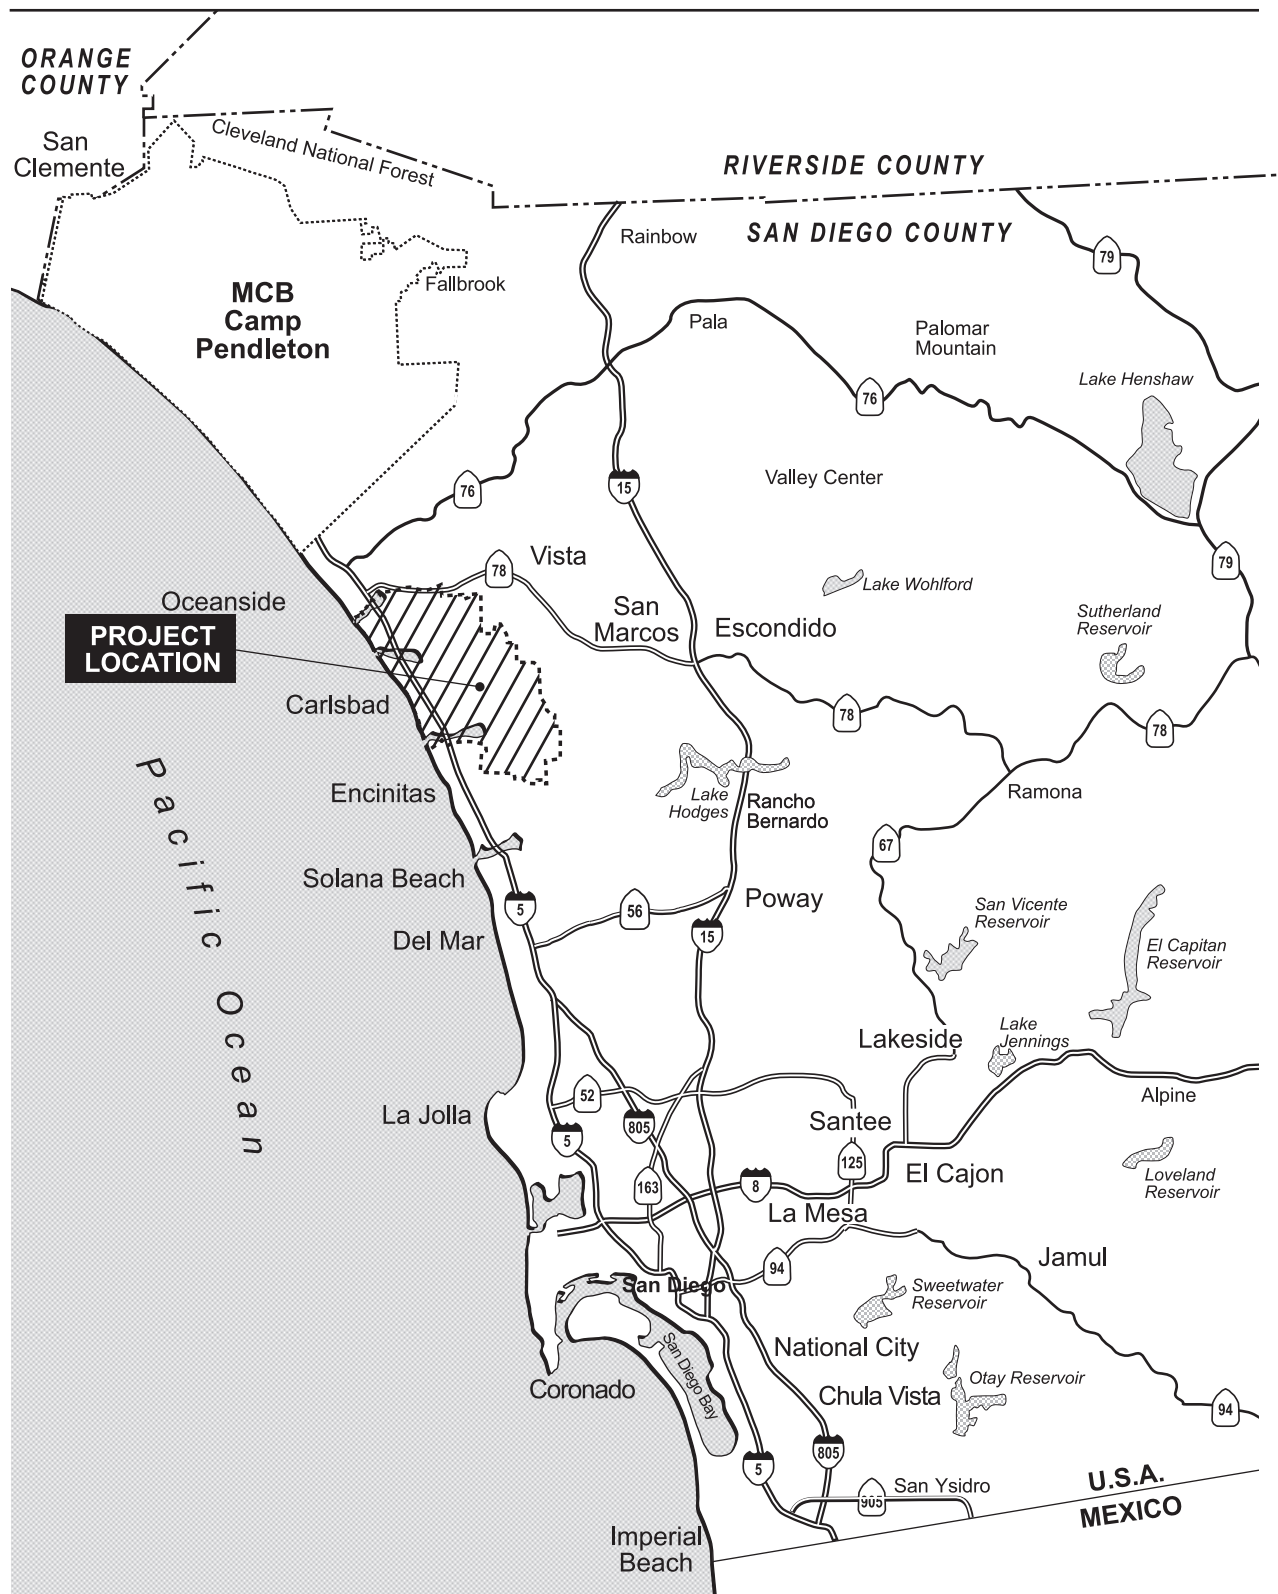 ORANGE
COUNTY
San
Clemente
Cleveland National Forest
RIVERSIDE COUNTY
SAN DIEGO COUNTY
Rainbow
79
MCB
Camp
Pendleton
Fallbrook
Pala
Palomar
Mountain
Lake Henshaw
76
76
15
Valley Center
Vista
78
79
Lake Wohlford
Oceanside
San
Marcos
Escondido
Sutherland
Reservoir
PROJECT
LOCATION
Carlsbad
78
78
Pacific Ocean
Encinitas
Lake
Hodges
Rancho
Bernardo
Ramona
67
Solana Beach
5
56
Poway
15
San Vicente
Reservoir
Del Mar
El Capitan
Reservoir
Lakeside
Lake
Jennings
52
Alpine
La Jolla
805
Santee
5
125
163
8
El Cajon
Loveland
Reservoir
La Mesa
94
Jamul
San Diego
Sweetwater
Reservoir
National City
San Diego Bay
Coronado
Chula Vista
Otay Reservoir
94
805
5
905
San Ysidro
U.S.A.
MEXICO
Imperial
Beach